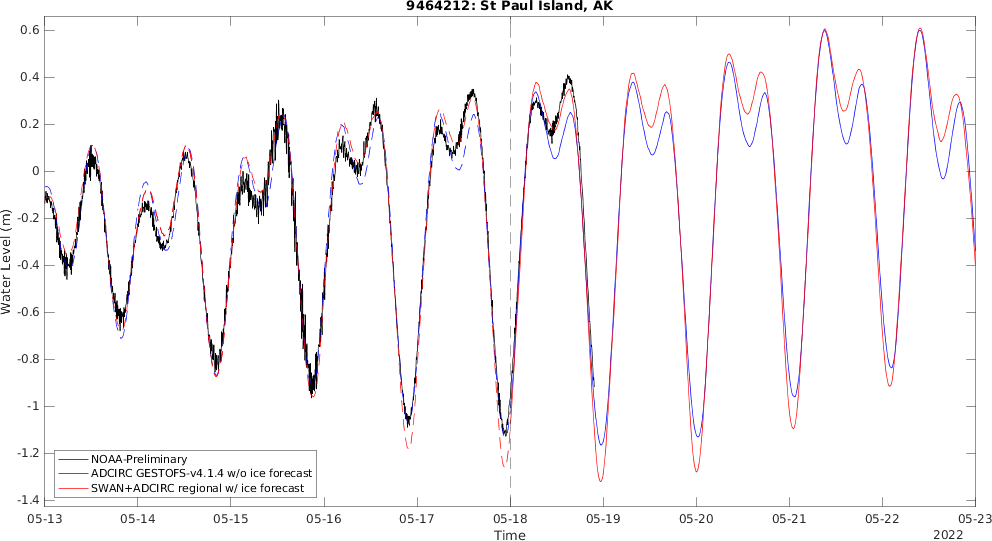 9464212: St Paul Island, AK
0.6
0.4
0.2
0
-0.2
-0.4
-0.6
-0.8
-1
-1.2
-1.4
Water Level (m)
NOAA-Preliminary
ADCIRC GESTOFS-v4.1.4 w/o ice forecast
SWAN+ADCIRC regional w/ ice forecast
05-13 05-14 05-15 05-16 05-17 05-18 05-19 05-20 05-21 05-22 05-23
Time
2022